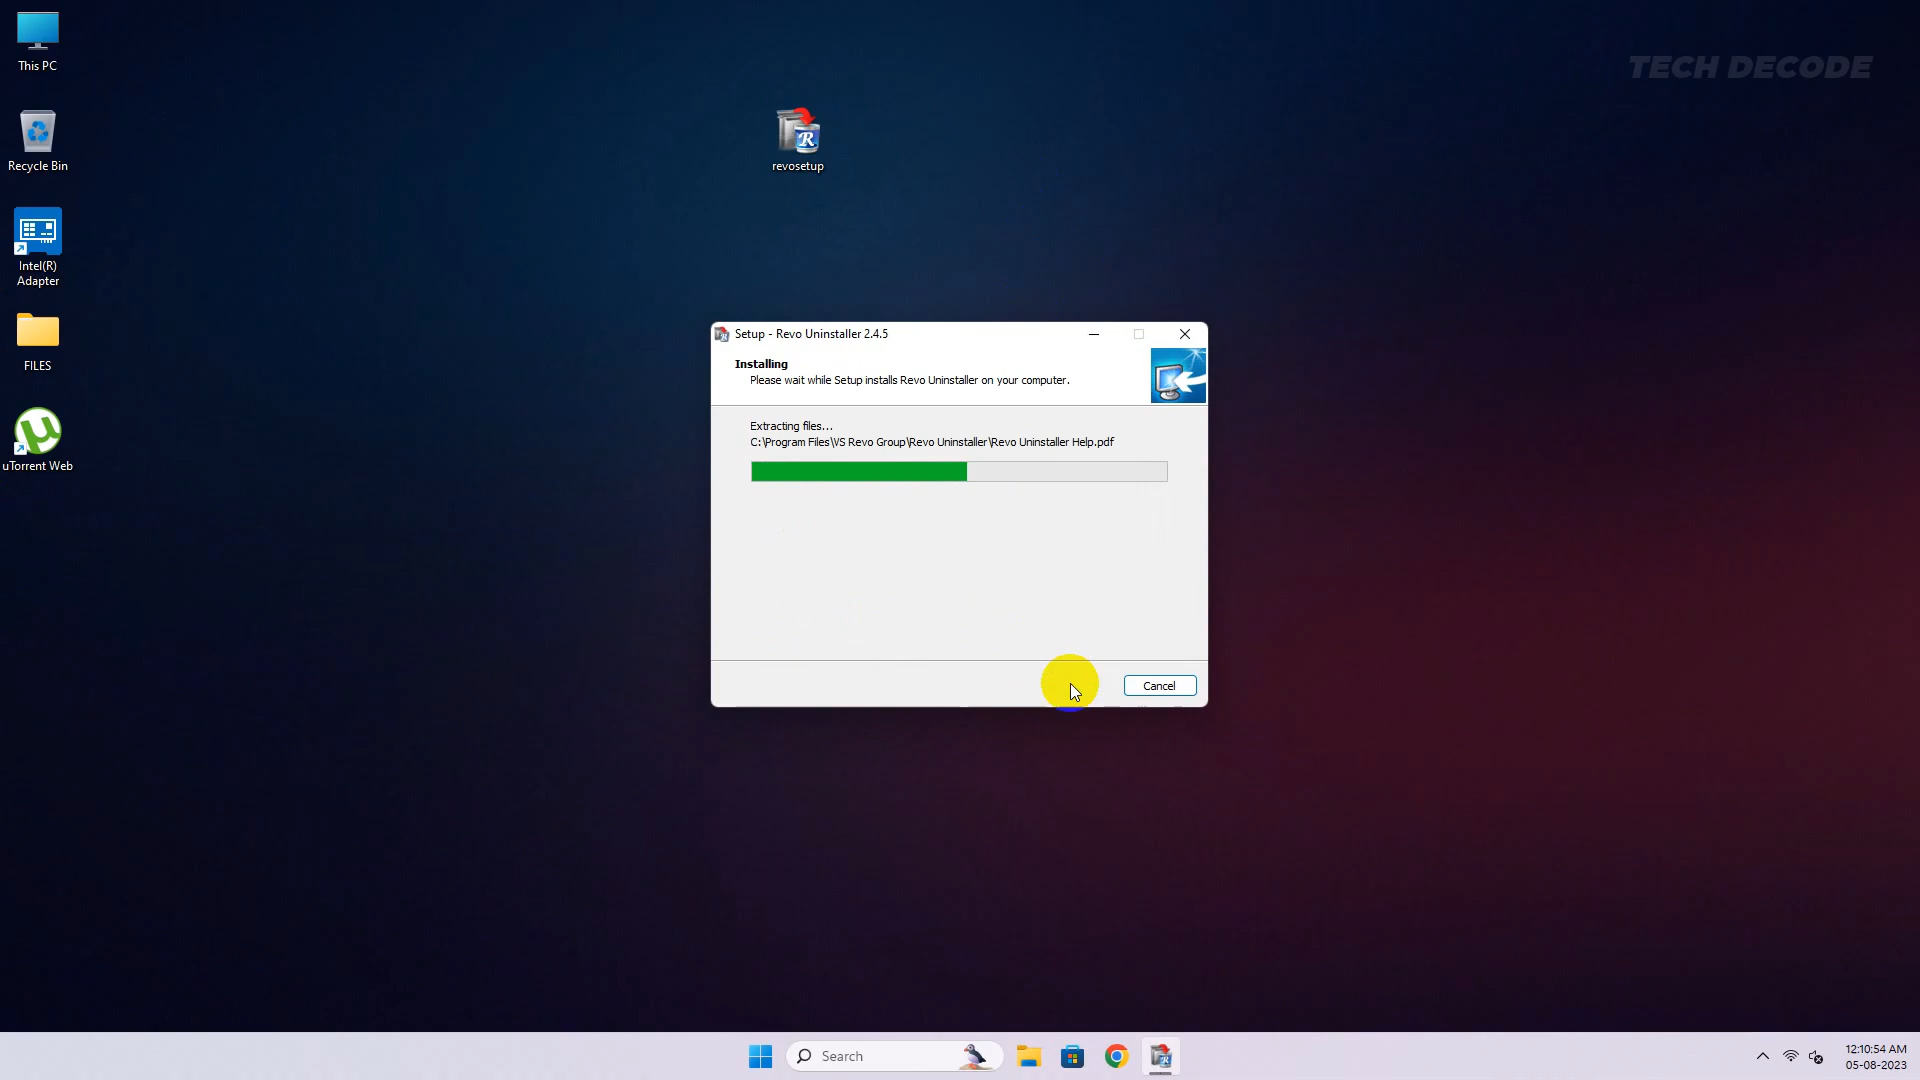 This PC
Recycle Bin
Intel(R)
Adapter
FILES
uTorrent Web
TECH DECODE
R
revosetup
Setup - Revo Uninstaller 2.4.5
Installing
Please wait while Setup installs Revo Uninstaller on your computer.
Extracting files...
C:\Program Files\VS Revo Group\Revo Uninstaller\Revo Uninstaller Help.pdf
Cancel
Search
12:10:54 AM
05-08-2023